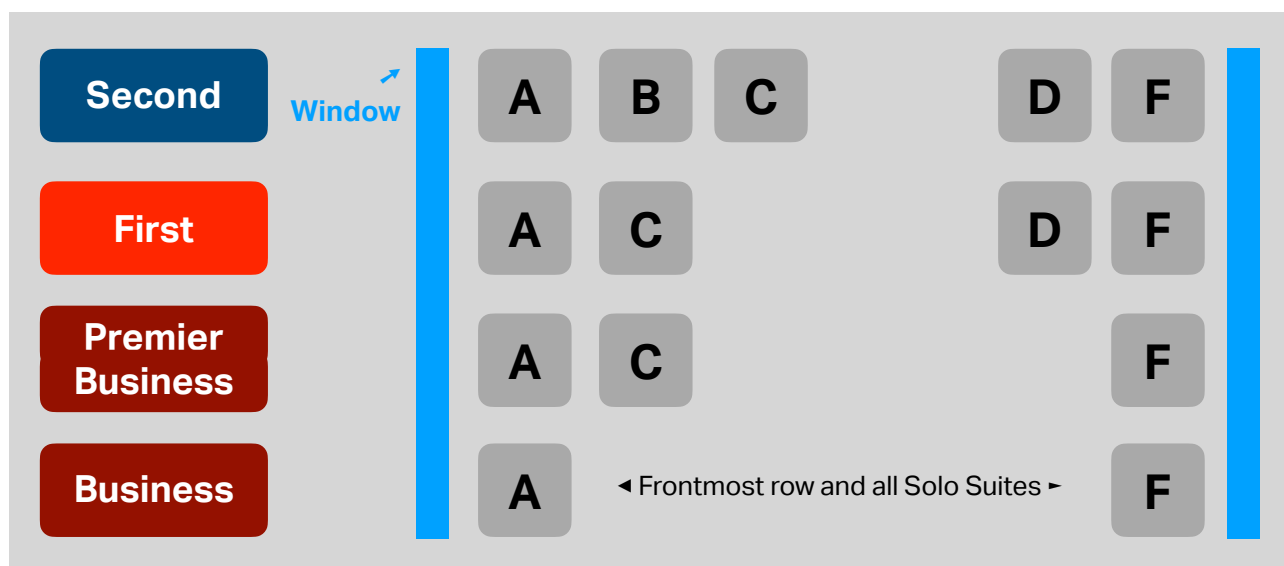 Second
Window
A B C D F
First
A C D F
Premier
Business
A C F
Business
A ◄ Frontmost row and all Solo Suites ► F